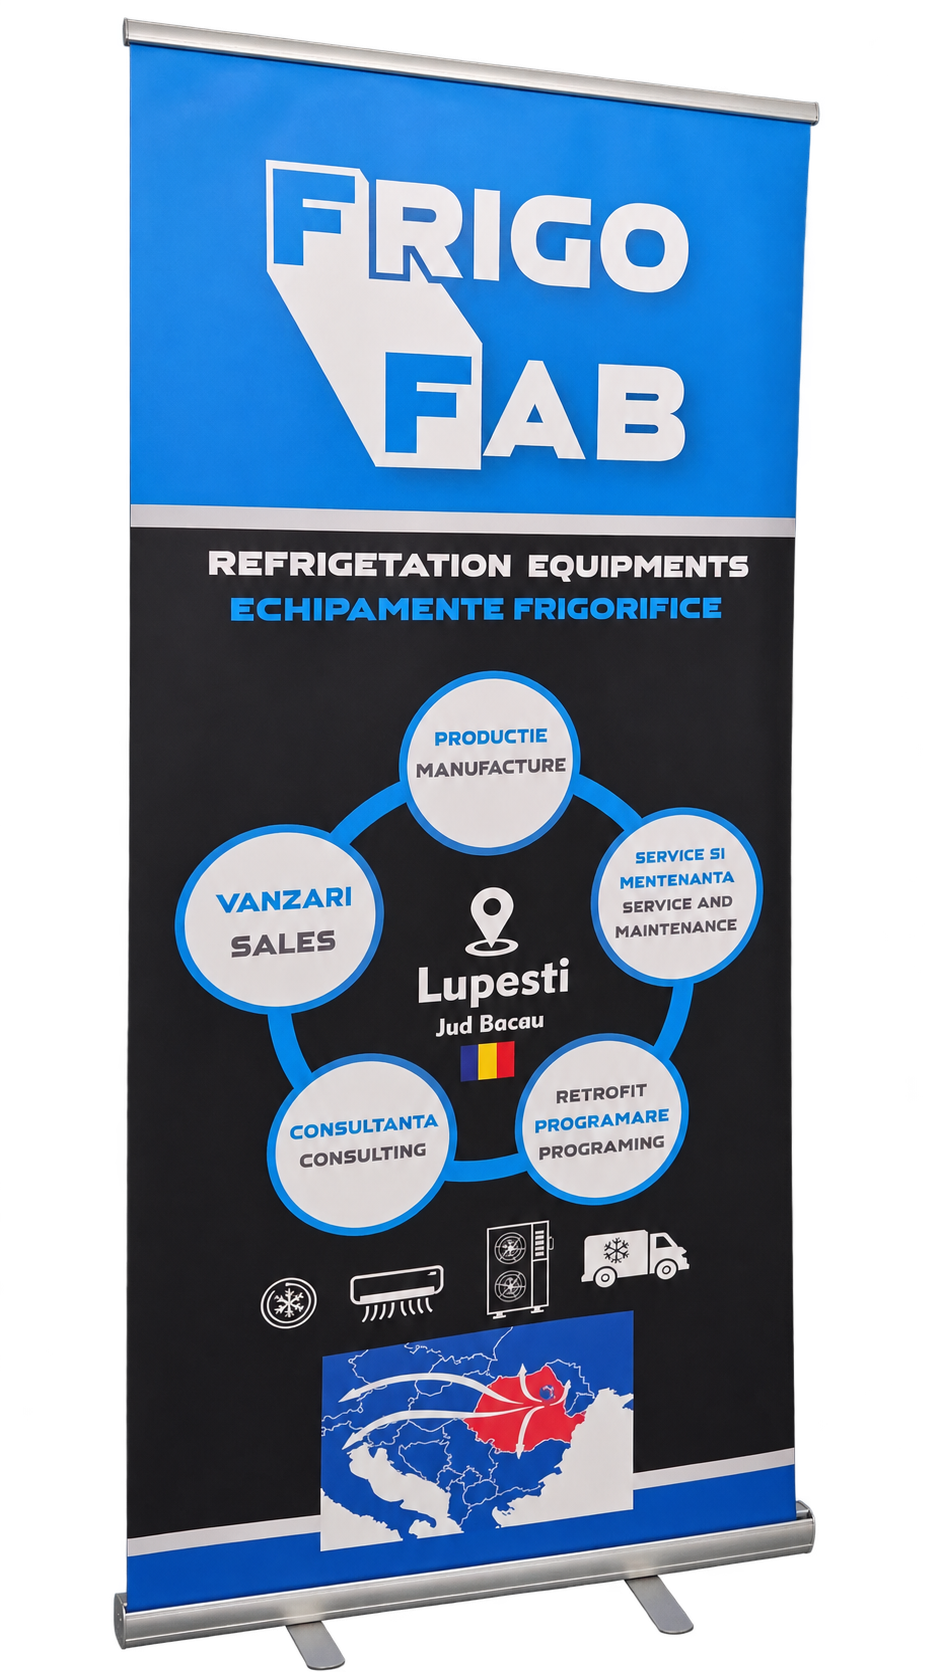 FRIGO
FAB
REFRIGETATION EQUIPMENTS
ECHIPAMENTE FRIGORIFICE
PRODUCTIE
MANUFACTURE
VANZARI
SALES
SERVICE SI
MENTENANTA
SERVICE AND
MAINTENANCE
Lupesti
Jud Bacau
CONSULTANTA
CONSULTING
RETROFIT
PROGRAMARE
PROGRAMING